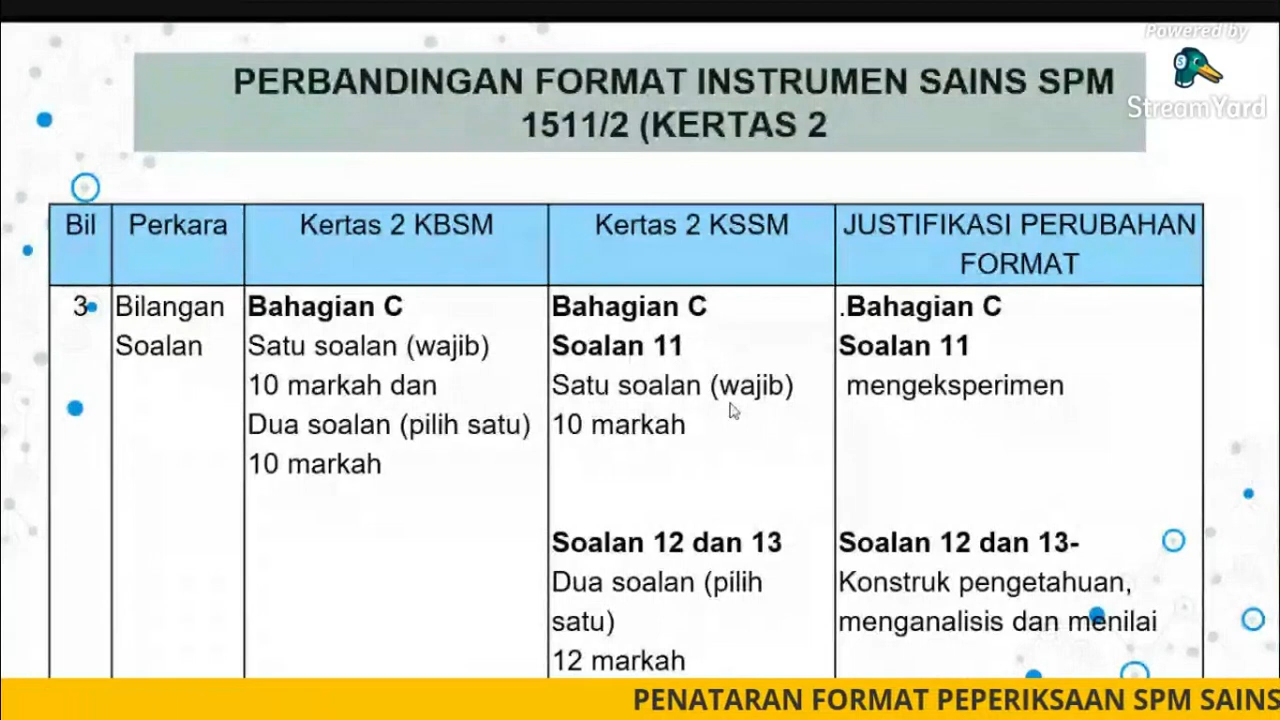 Powered by
StreamYard
PERBANDINGAN FORMAT INSTRUMEN SAINS SPM
1511/2 (KERTAS 2
Bil
Perkara
Kertas 2 KBSM
Kertas 2 KSSM
JUSTIFIKASI PERUBAHAN
FORMAT
3
Bilangan
Soalan
Bahagian C
Satu soalan (wajib)
10 markah dan
Dua soalan (pilih satu)
10 markah
Bahagian C
Soalan 11
Satu soalan (wajib)
10 markah
Soalan 12 dan 13
Dua soalan (pilih
satu)
12 markah
.Bahagian C
Soalan 11
mengeksperimen
Soalan 12 dan 13-
Konstruk pengetahuan,
menganalisis dan menilai
PENATARAN FORMAT PEPERIKSAAN SPM SAINS